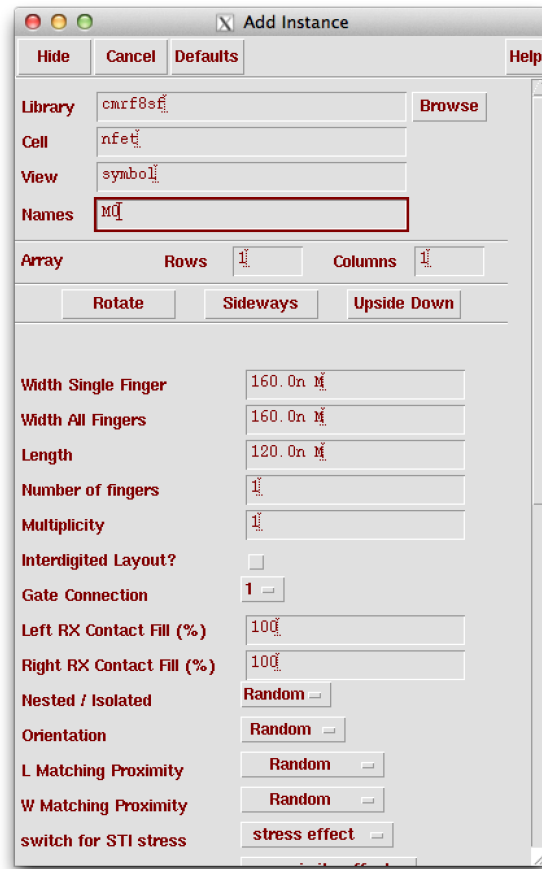 Add Instance
Hide Cancel Defaults Help
Library cmrf8sf Browse
Cell nfet
View symbol
Names M0
Array Rows 1 Columns 1
Rotate Sideways Upside Down
Width Single Finger 160.0n M
Width All Fingers 160.0n M
Length 120.0n M
Number of fingers 1
Multiplicity 1
Interdigited Layout?
Gate Connection 1
Left RX Contact Fill (%) 100
Right RX Contact Fill (%) 100
Nested / Isolated Random
Orientation Random
L Matching Proximity Random
W Matching Proximity Random
switch for STI stress stress effect